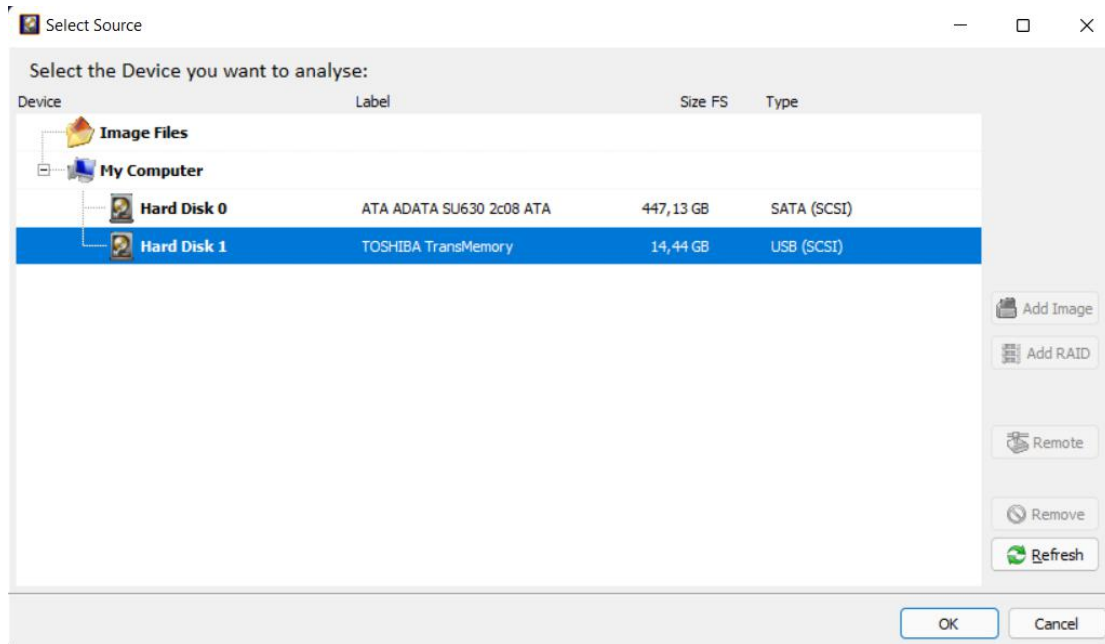 Select Source
Select the Device you want to analyse:
Device Label Size FS Type
Image Files
My Computer
Hard Disk 0 ATA ADATA SU630 2c08 ATA 447,13 GB SATA (SCSI)
Hard Disk 1 TOSHIBA TransMemory 14,44 GB USB (SCSI)
Add Image
Add RAID
Remote
Remove
Refresh
OK Cancel